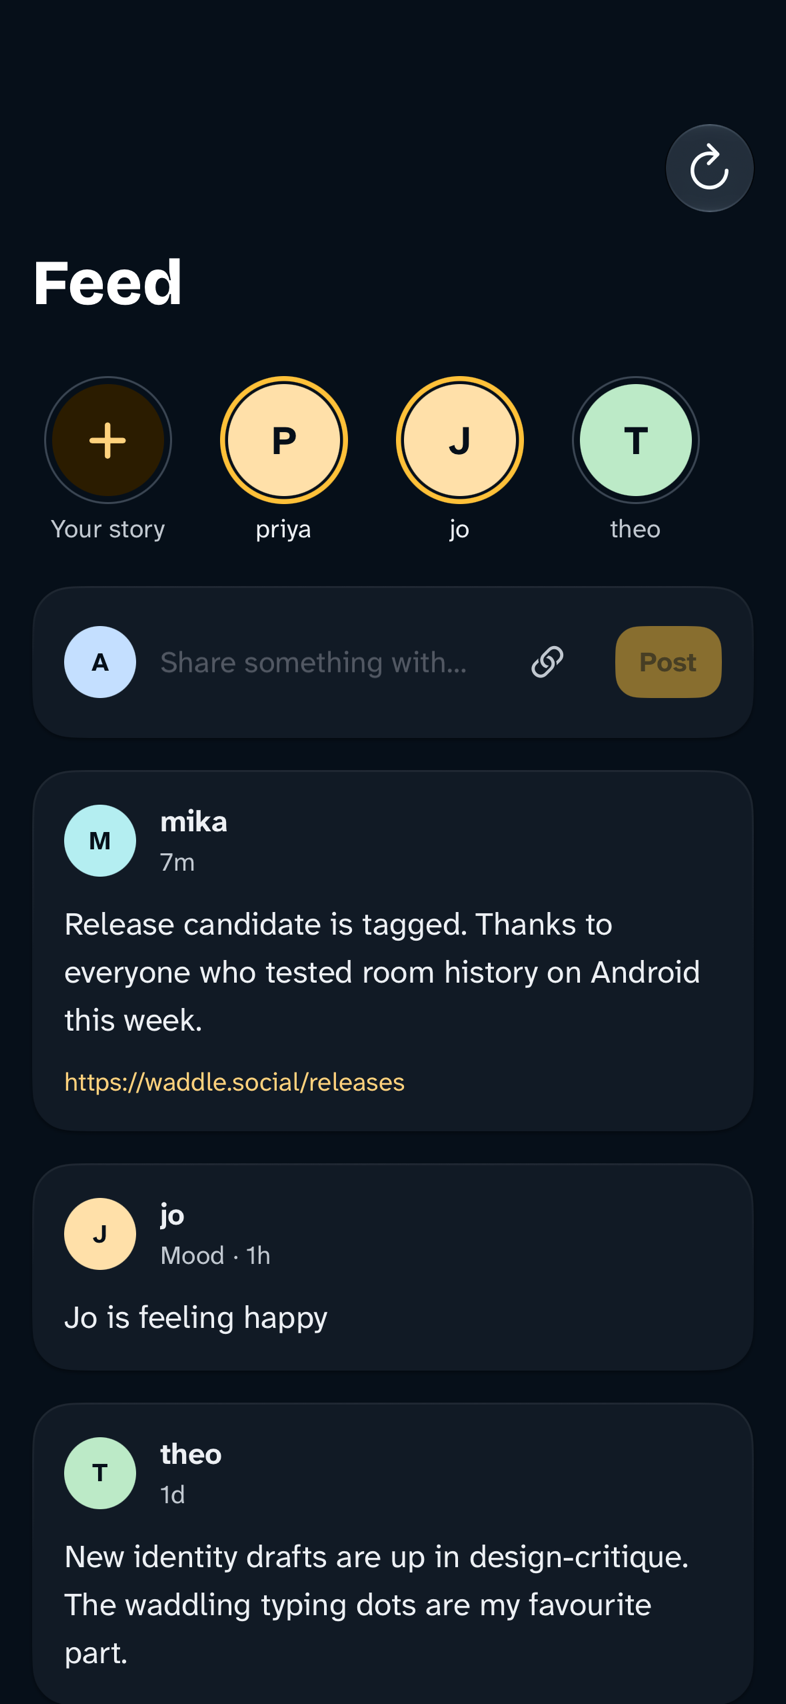 Feed
P
J
T
Your story
priya
jo
theo
A
Share something with...
Post
M
mika
7m
Release candidate is tagged. Thanks to
everyone who tested room history on Android
this week.
https://waddle.social/releases
J
jo
Mood · 1h
Jo is feeling happy
T
theo
1d
New identity drafts are up in design-critique.
The waddling typing dots are my favourite
part.